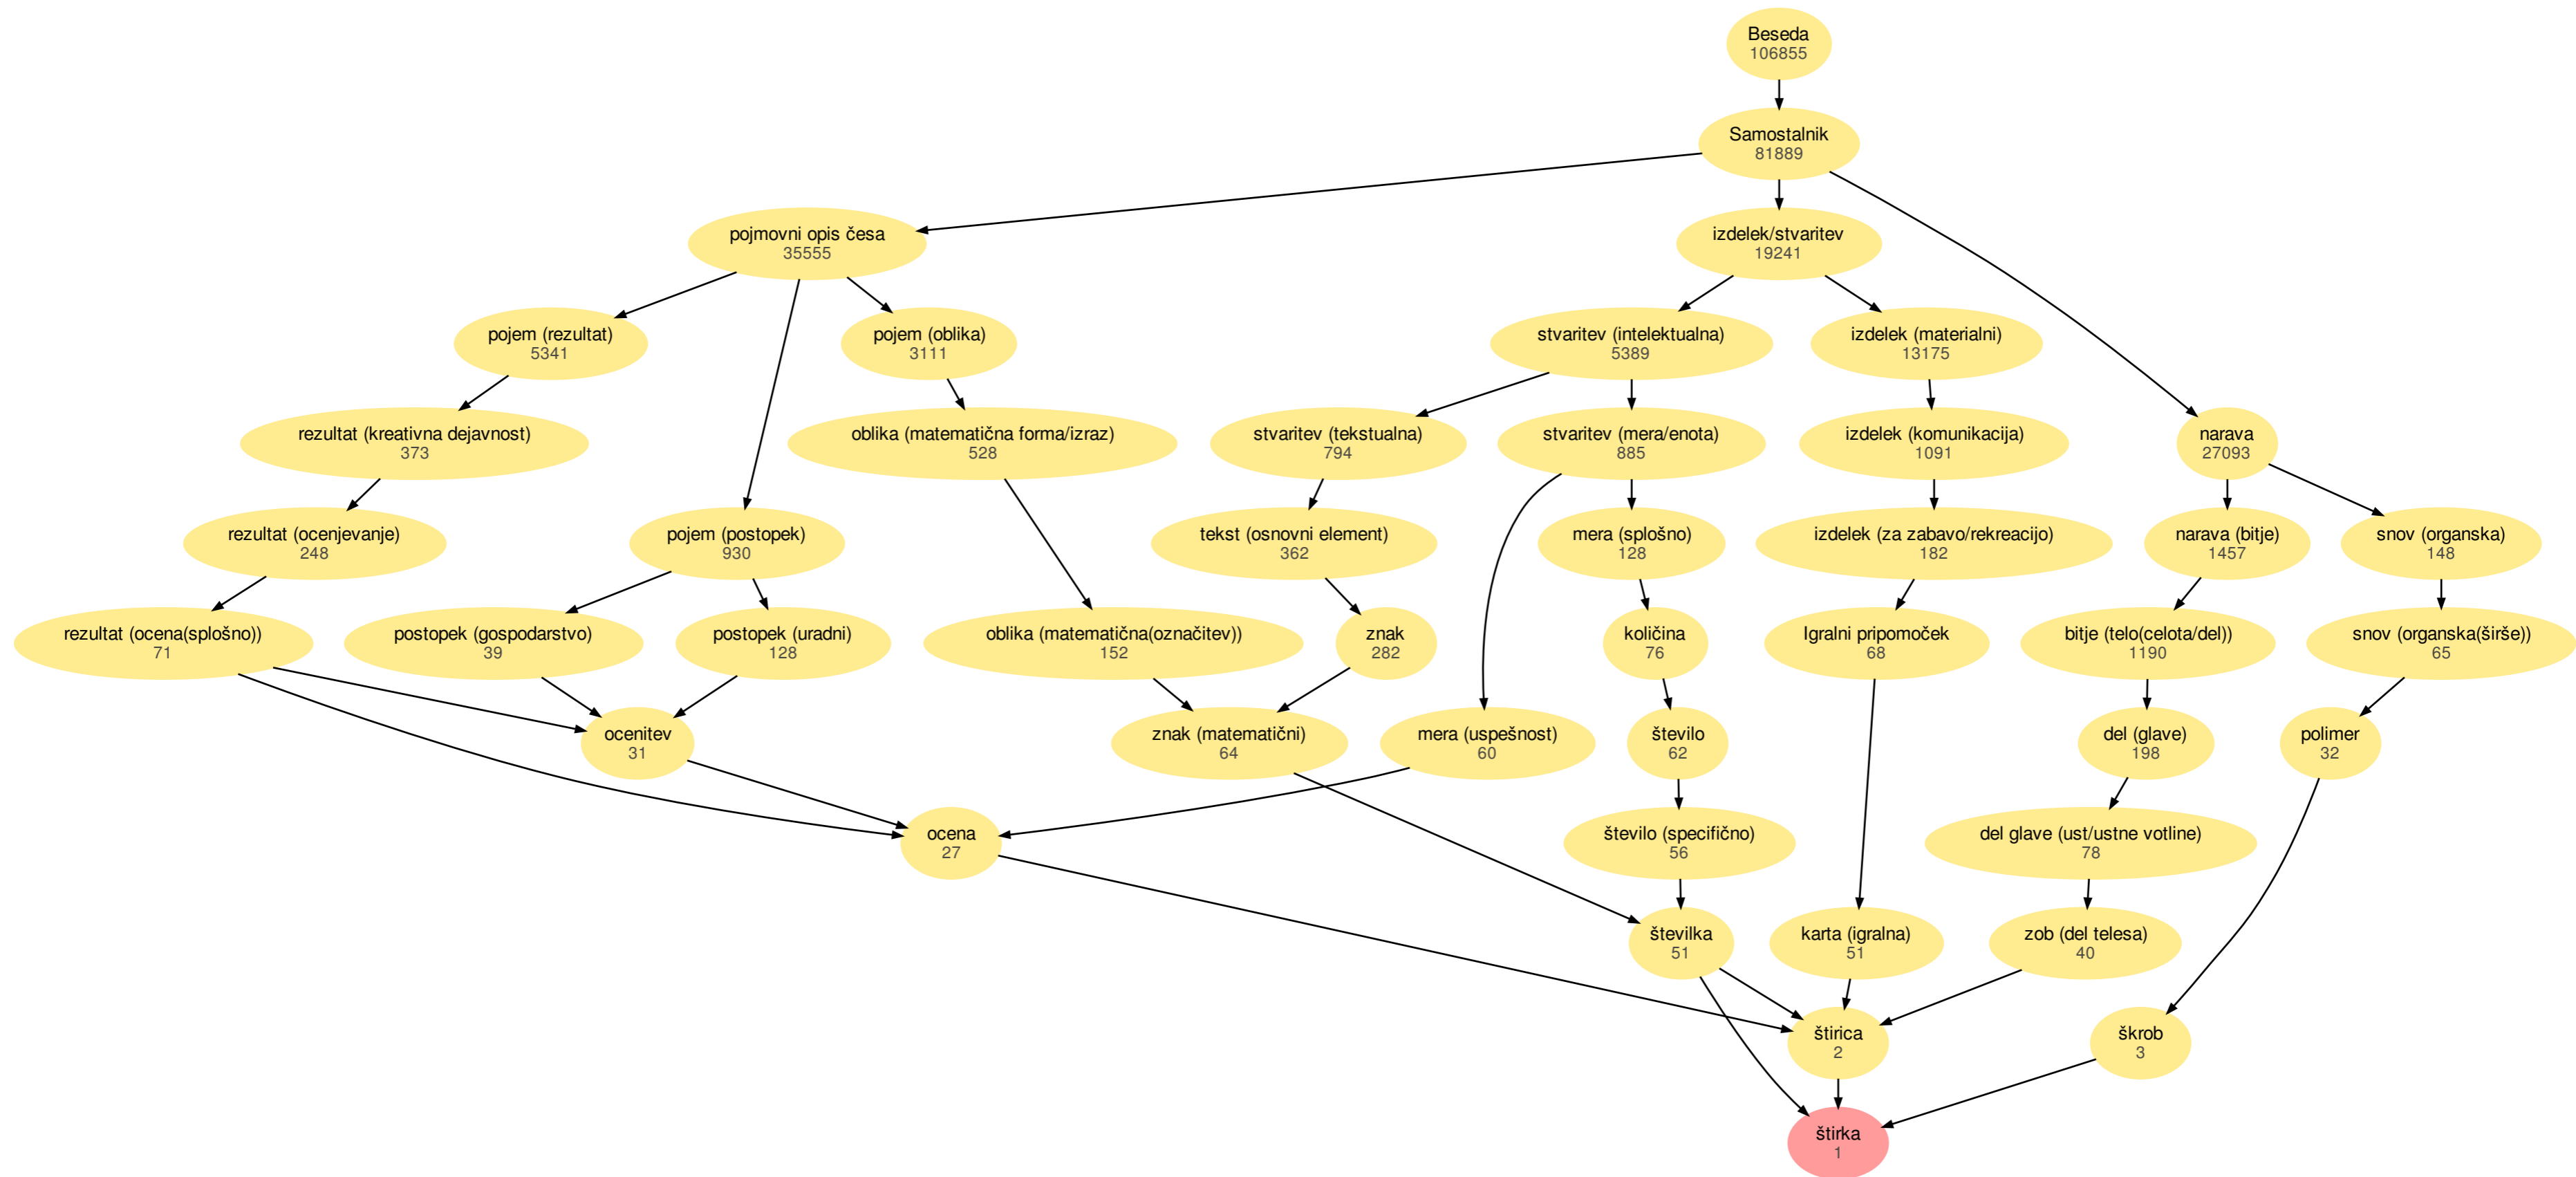 Beseda
106855
Samostalnik
81889
pojmovni opis česa
35555
izdelek/stvaritev
19241
pojem (rezultat)
5341
pojem (oblika)
3111
stvaritev (intelektualna)
5389
izdelek (materialni)
13175
rezultat (kreativna dejavnost)
373
oblika (matematična forma/izraz)
528
stvaritev (tekstualna)
794
stvaritev (mera/enota)
885
izdelek (komunikacija)
1091
narava
27093
rezultat (ocenjevanje)
248
pojem (postopek)
930
tekst (osnovni element)
362
mera (splošno)
128
izdelek (za zabavo/rekreacijo)
182
narava (bitje)
1457
snov (organska)
148
rezultat (ocena(splošno))
71
postopek (gospodarstvo)
39
postopek (uradni)
128
oblika (matematična(označitev))
152
znak
282
količina
76
Igralni pripomoček
68
bitje (telo(celota/del))
1190
snov (organska(širše))
65
ocenitev
31
znak (matematični)
64
mera (uspešnost)
60
število
62
del (glave)
198
polimer
32
ocena
27
število (specifično)
56
del glave (ust/ustne votline)
78
številka
51
karta (igralna)
51
zob (del telesa)
40
štirica
2
škrob
3
štirka
1